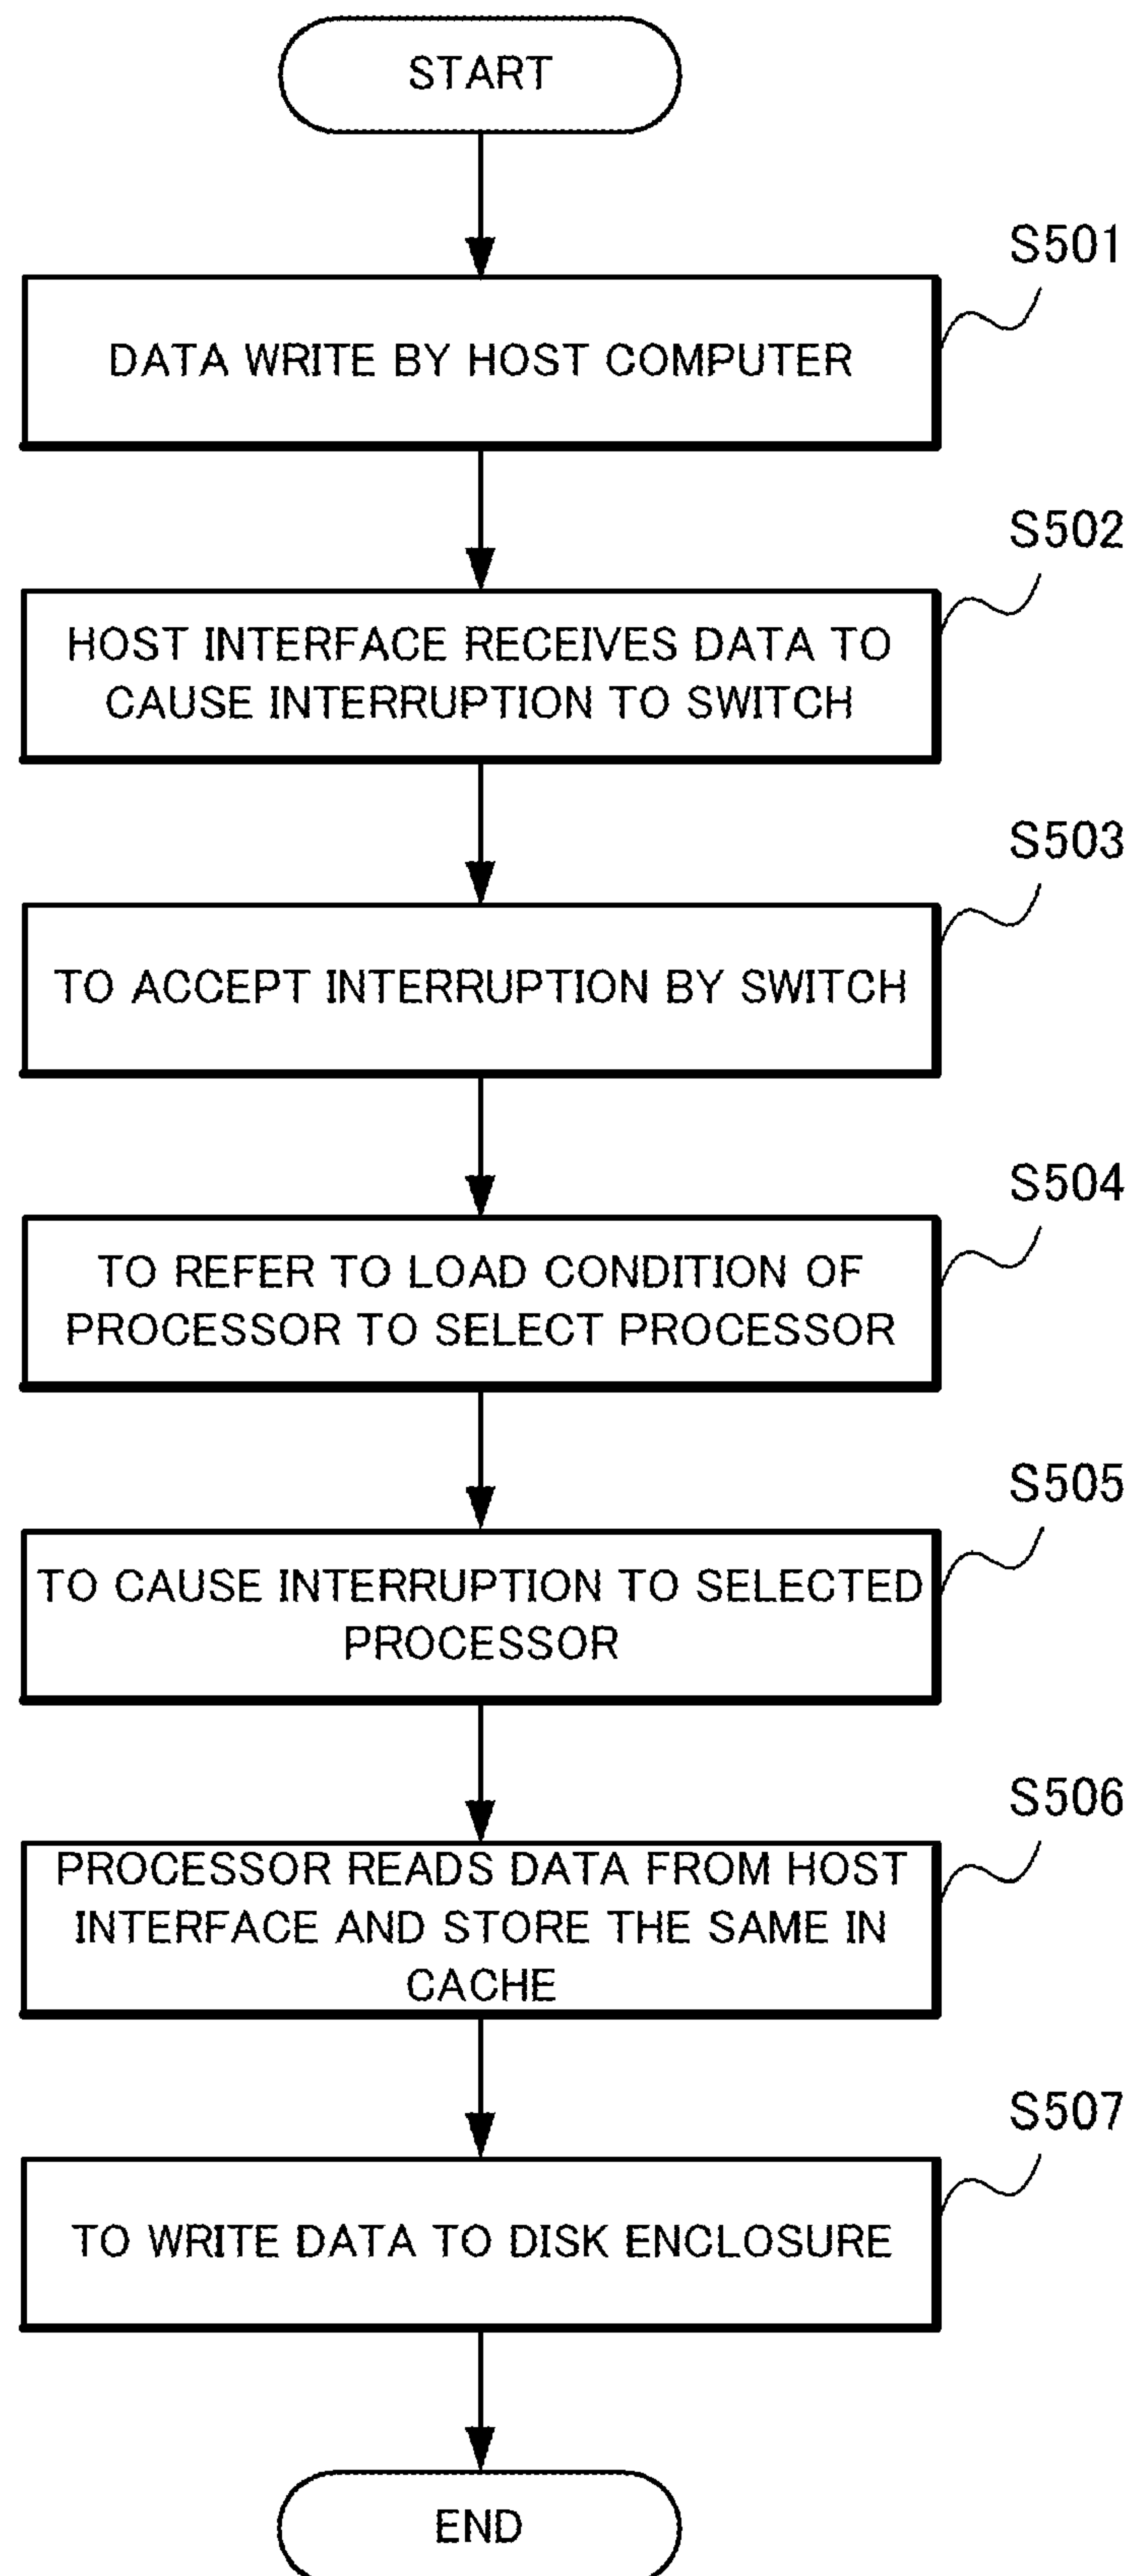 START
S501
DATA WRITE BY HOST COMPUTER
S502
HOST INTERFACE RECEIVES DATA TO
CAUSE INTERRUPTION TO SWITCH
S503
TO ACCEPT INTERRUPTION BY SWITCH
S504
TO REFER TO LOAD CONDITION OF
PROCESSOR TO SELECT PROCESSOR
S505
TO CAUSE INTERRUPTION TO SELECTED
PROCESSOR
S506
PROCESSOR READS DATA FROM HOST
INTERFACE AND STORE THE SAME IN
CACHE
S507
TO WRITE DATA TO DISK ENCLOSURE
END